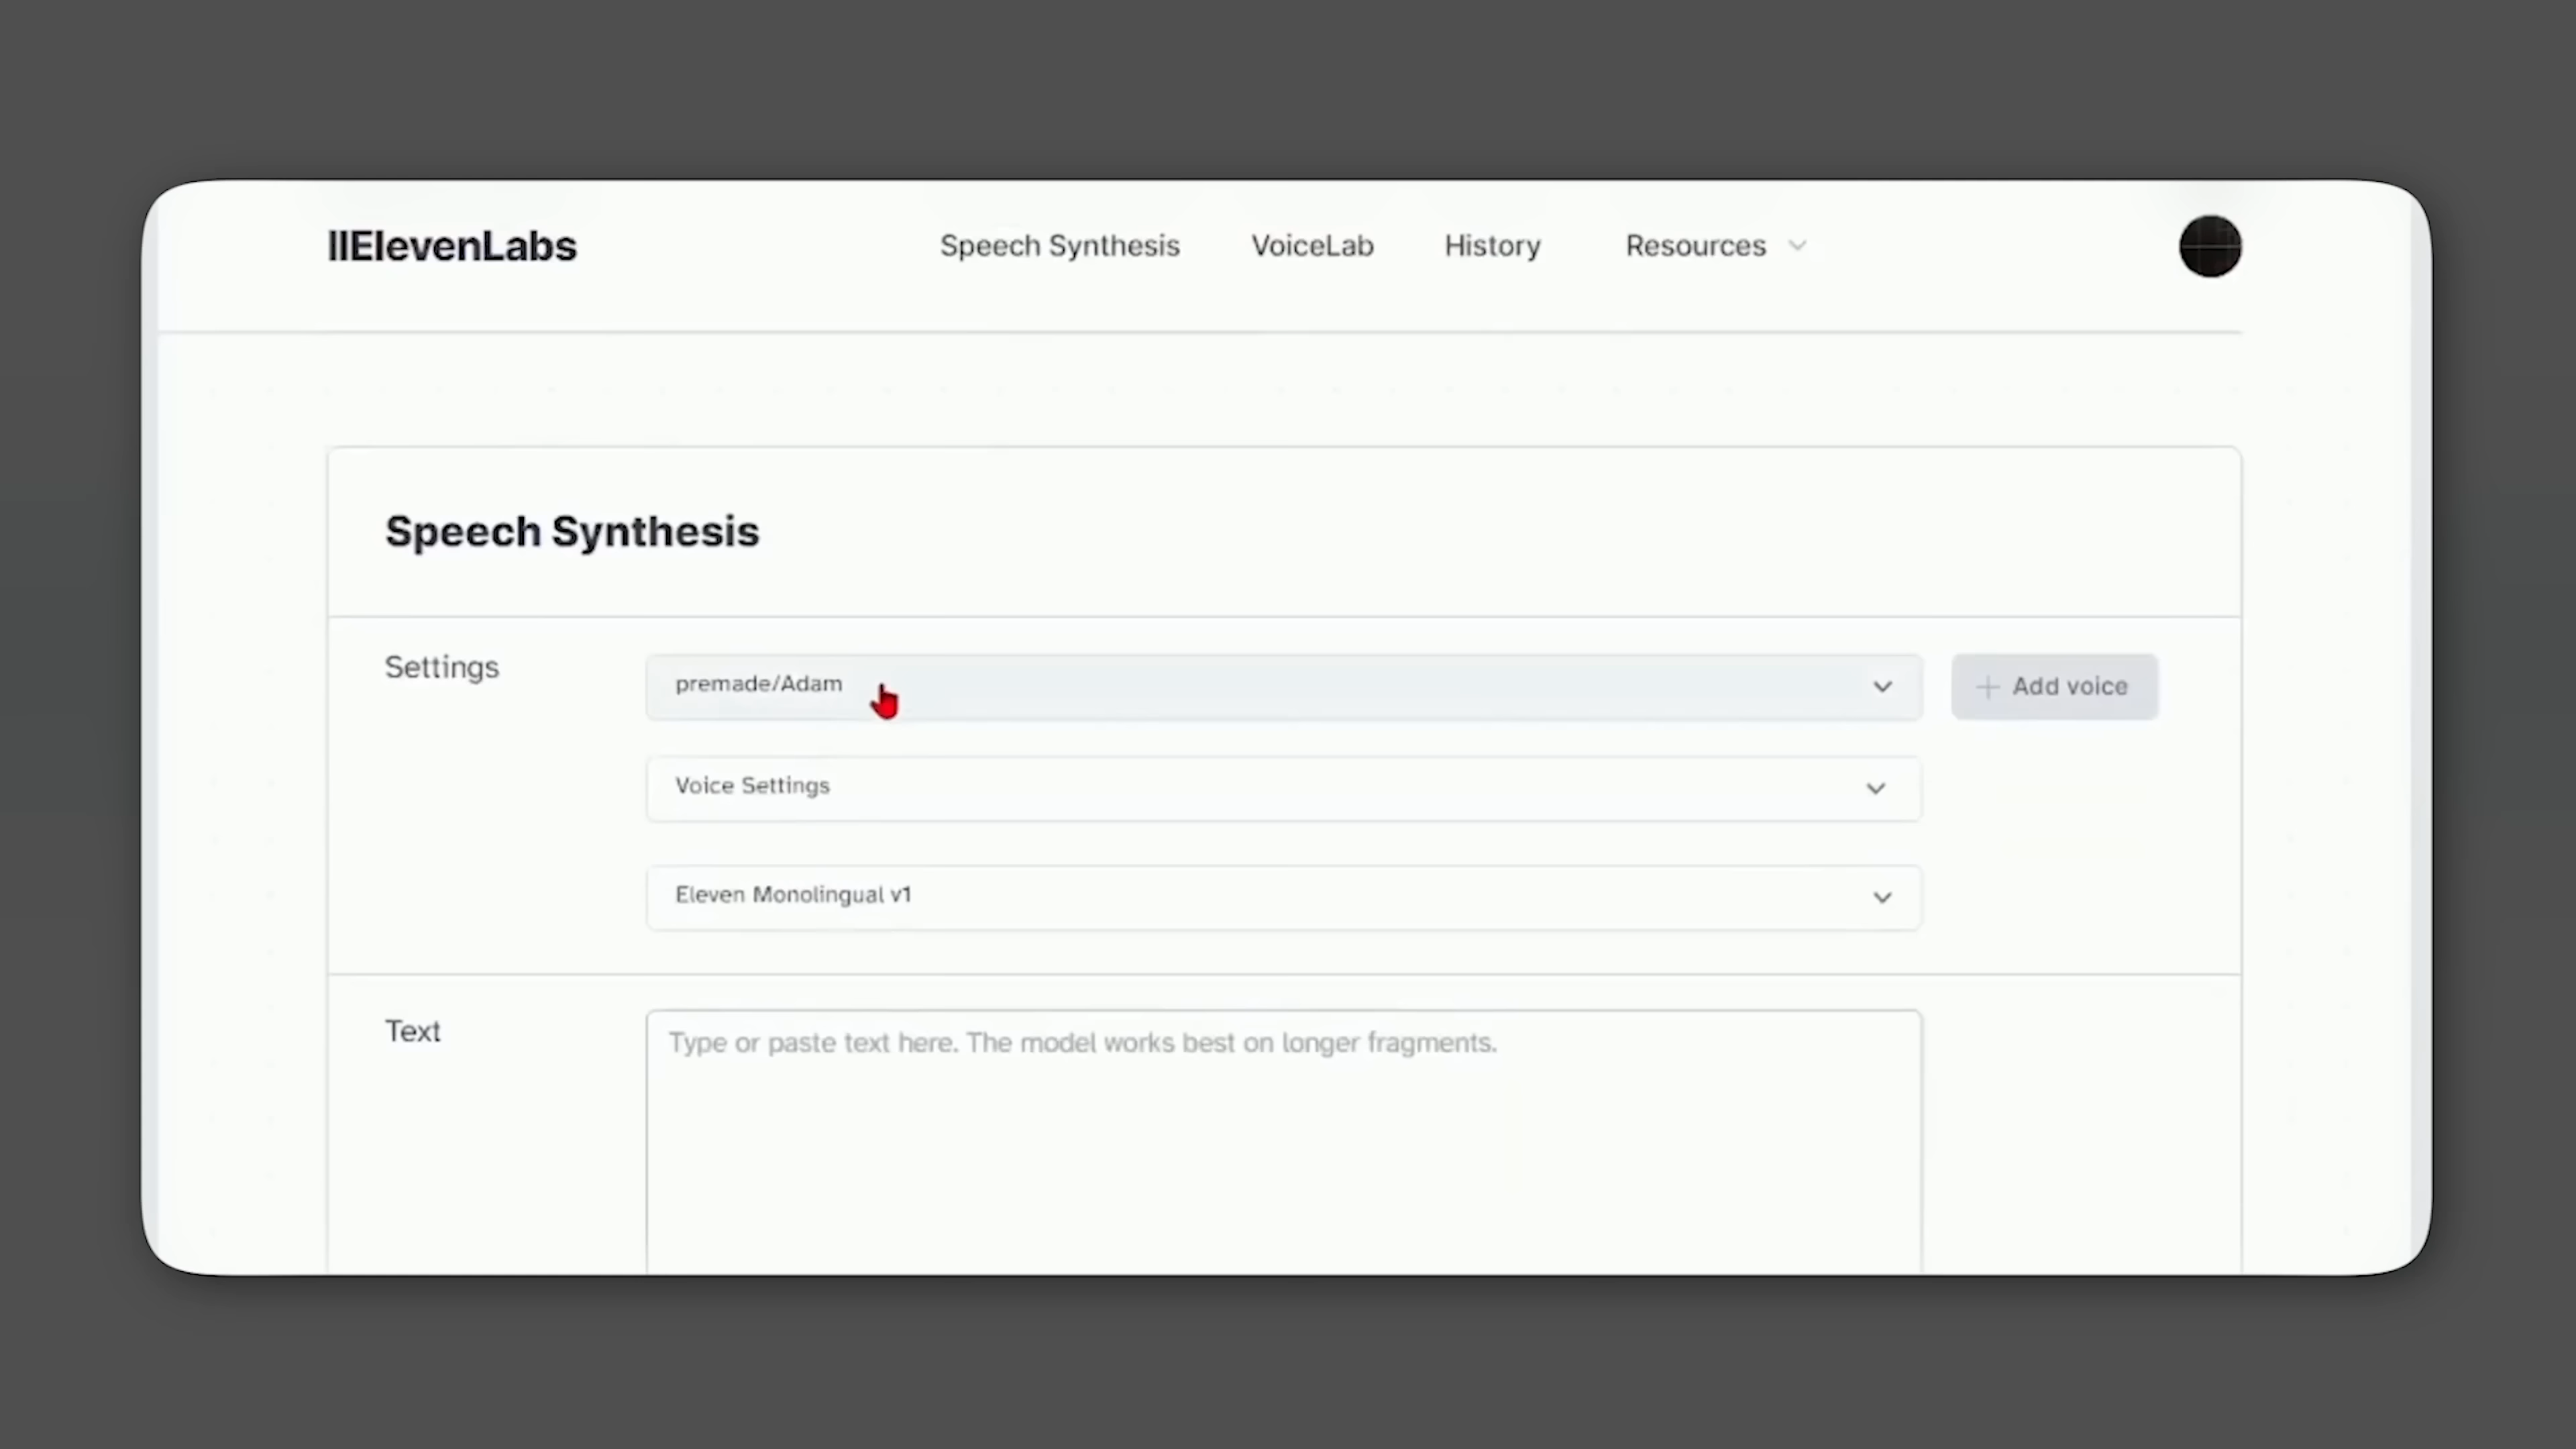 IIElevenLabs
Speech Synthesis VoiceLab History Resources
Speech Synthesis
Settings
premade/Adam
+ Add voice
Voice Settings
Eleven Monolingual v1
Text
Type or paste text here. The model works best on longer fragments.